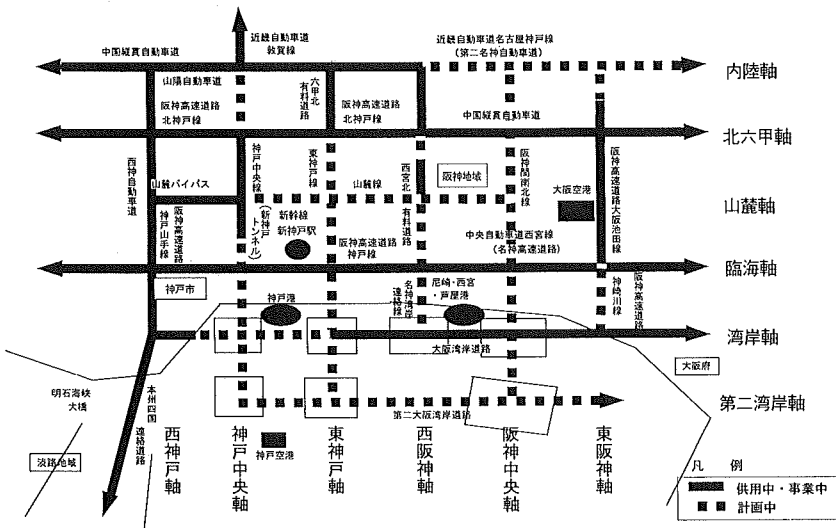 近畿自動車道
敦賀線
近畿自動車道名古屋神戸線
(第二名神自動車道)
中国縦貫自動車道
内陸軸
山陽自動車道
六甲北
有料道路
阪神高速道路
北神戸線
阪神高速道路
北神戸線
中国縦貫自動車道
北六甲軸
西神自動車道
山麓バイパス
神戸中央線
(新神戸
トンネル)
東神戸線
山麓線
西宮北
有料道路
阪神地域
阪神間南北線
大阪空港
阪神高速道路大阪池田線
山麓軸
阪神高速道路
神戸山手線
新幹線
新神戸駅
阪神高速道路
神戸線
中央自動車道西宮線
(名神高速道路)
臨海軸
神戸市
神戸港
名神湾岸
連絡線
尼崎・西宮
・芦屋港
阪神高速道路
神崎川線
大阪湾岸道路
湾岸軸
大阪府
明石海峡
大橋
本州四国
連絡道路
第二大阪湾岸道路
第二湾岸軸
淡路地域
西神戸軸
神戸中央軸
神戸空港
東神戸軸
西阪神軸
阪神中央軸
東阪神軸
凡 例
供用中・事業中
計画中